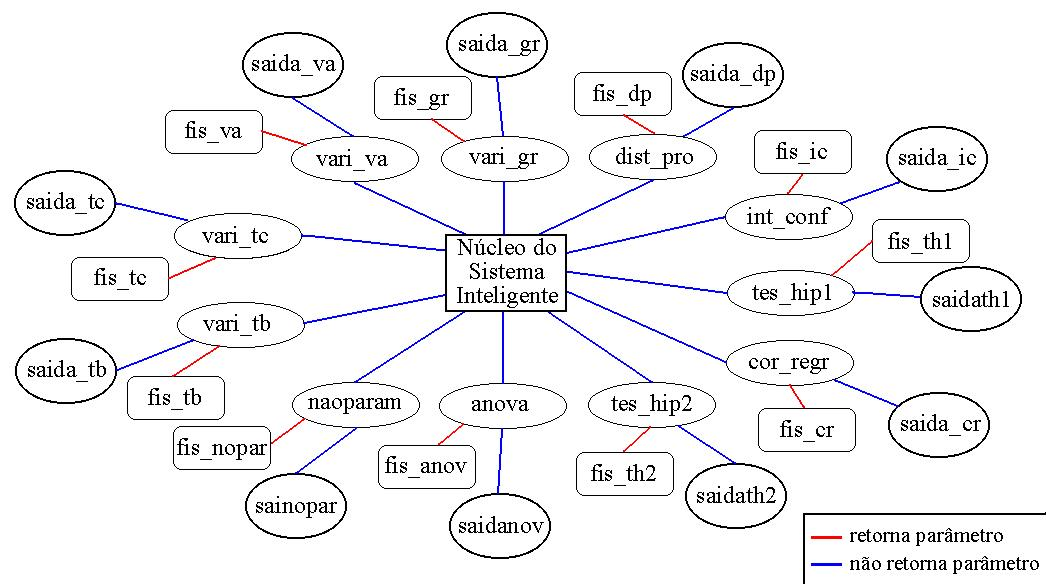 saida_gr
saida_va
saida_dp
fis_gr
fis_dp
fis_va
vari_va
vari_gr
dist_pro
fis_ic
saida_ic
saida_tc
vari_tc
int_conf
fis_tc
Núcleo do
Sistema
Inteligente
fis_th1
tes_hip1
saidath1
vari_tb
saida_tb
fis_tb
cor_regr
naoparam
anova
tes_hip2
fis_cr
saida_cr
fis_nopar
fis_anov
fis_th2
sainopar
saidanov
saidath2
retorna parâmetro
não retorna parâmetro